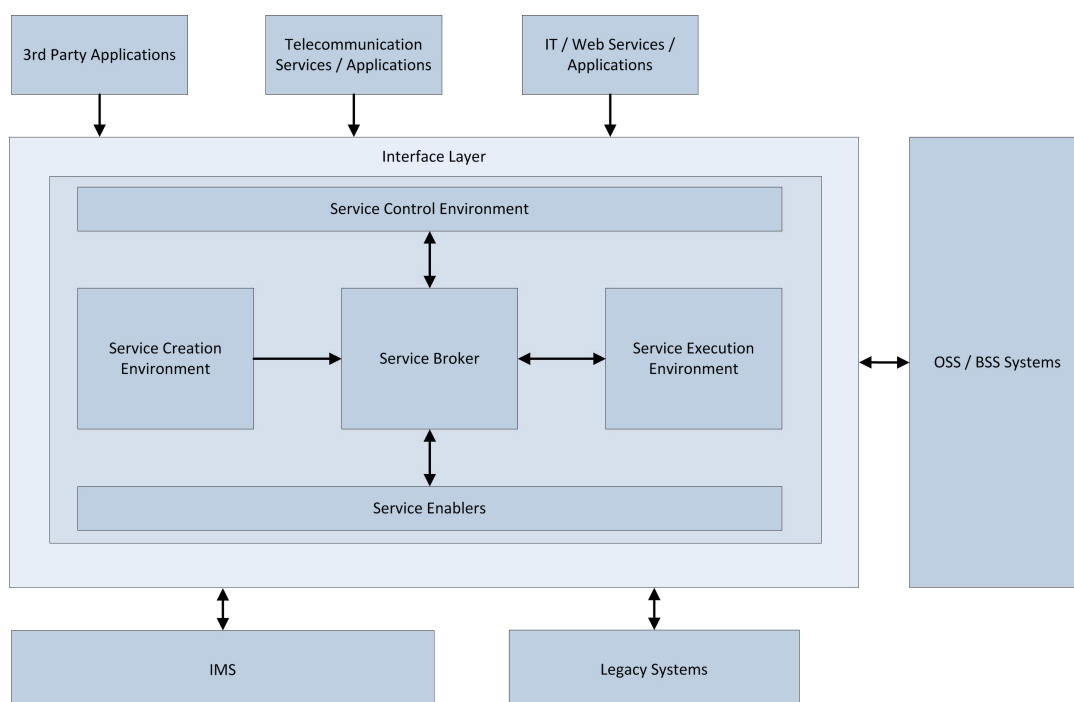 3rd Party Applications
Telecommunication
Services / Applications
IT / Web Services /
Applications
Interface Layer
Service Control Environment
Service Creation
Environment
Service Broker
Service Execution
Environment
OSS / BSS Systems
Service Enablers
IMS
Legacy Systems